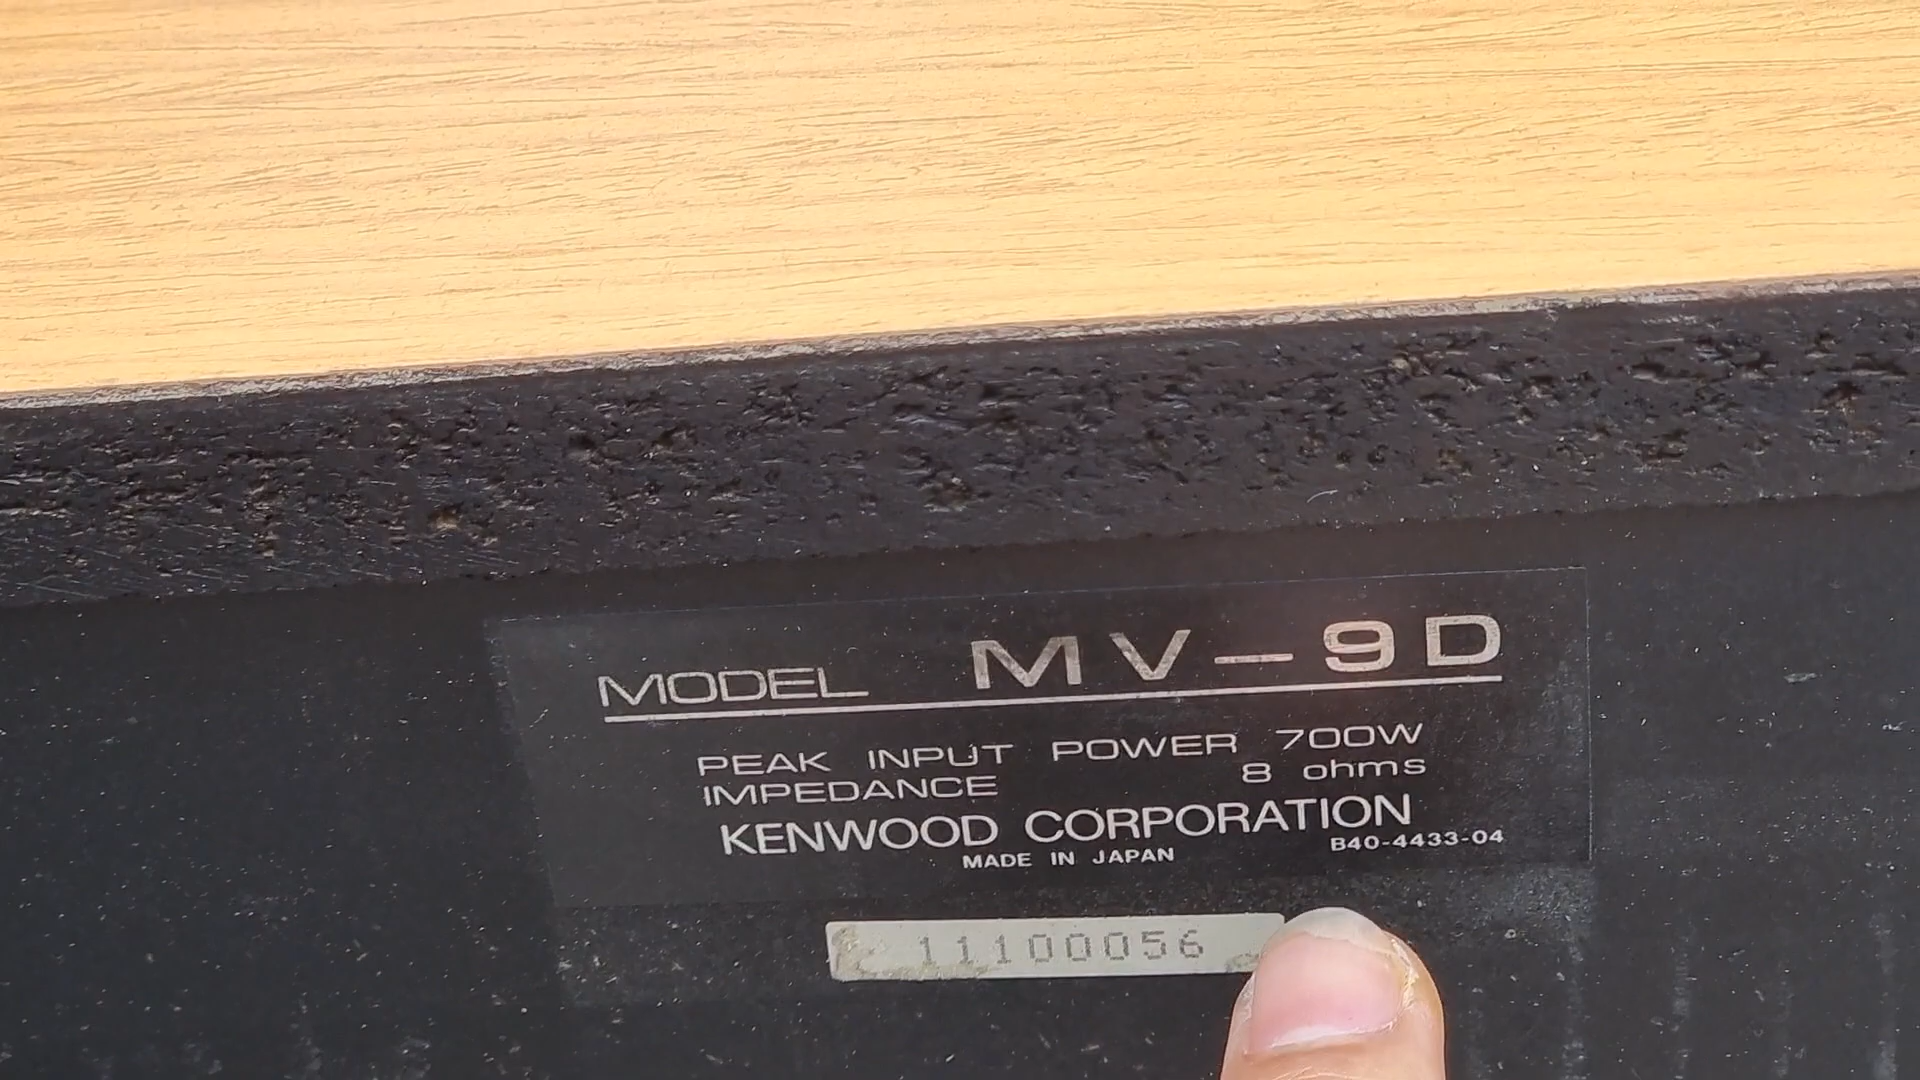 MODEL MV-9D
PEAK INPUT POWER 700W
IMPEDANCE 8 ohms
KENWOOD CORPORATION
MADE IN JAPAN B40-4433-04
11100056